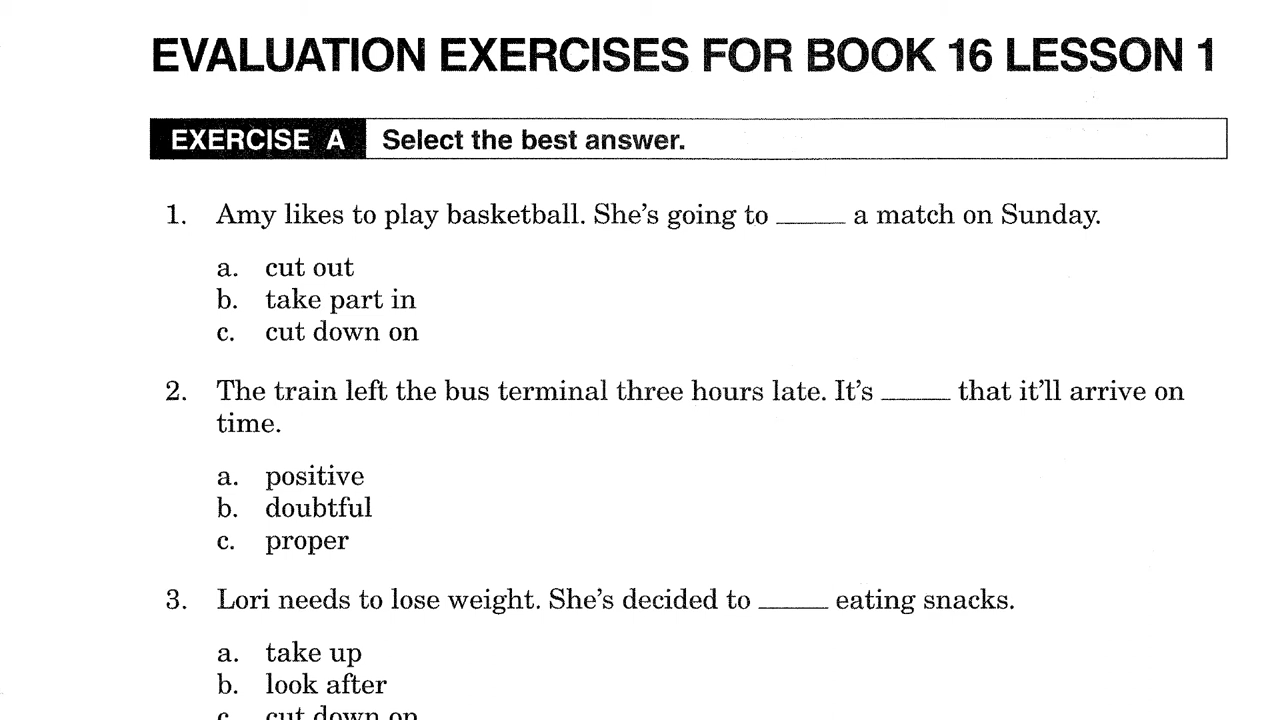 EVALUATION EXERCISES FOR BOOK 16 LESSON 1
EXERCISE A Select the best answer.
1. Amy likes to play basketball. She's going to _____ a match on Sunday.
a. cut out
b. take part in
c. cut down on
2. The train left the bus terminal three hours late. It's _____ that it'll arrive on
time.
a. positive
b. doubtful
c. proper
3. Lori needs to lose weight. She's decided to _____ eating snacks.
a. take up
b. look after
c. cut down on